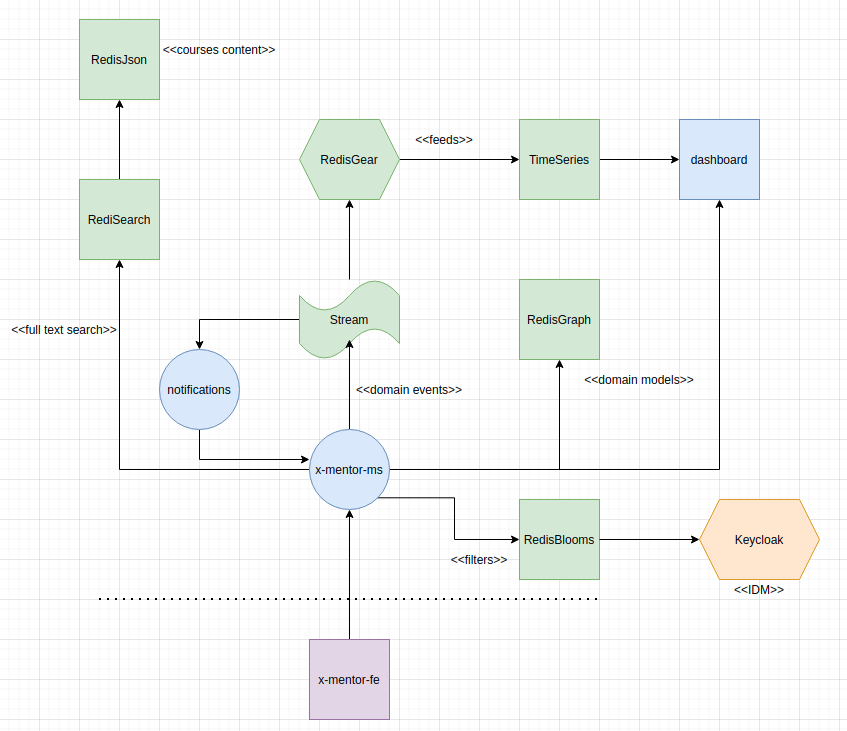 RedisJson
<<courses content>>
RedisGear
<<feeds>>
TimeSeries
dashboard
RediSearch
Stream
RedisGraph
<<full text search>>
notifications
<<domain events>>
<<domain models>>
x-mentor-ms
RedisBlooms
Keycloak
<<filters>>
<<IDM>>
x-mentor-fe